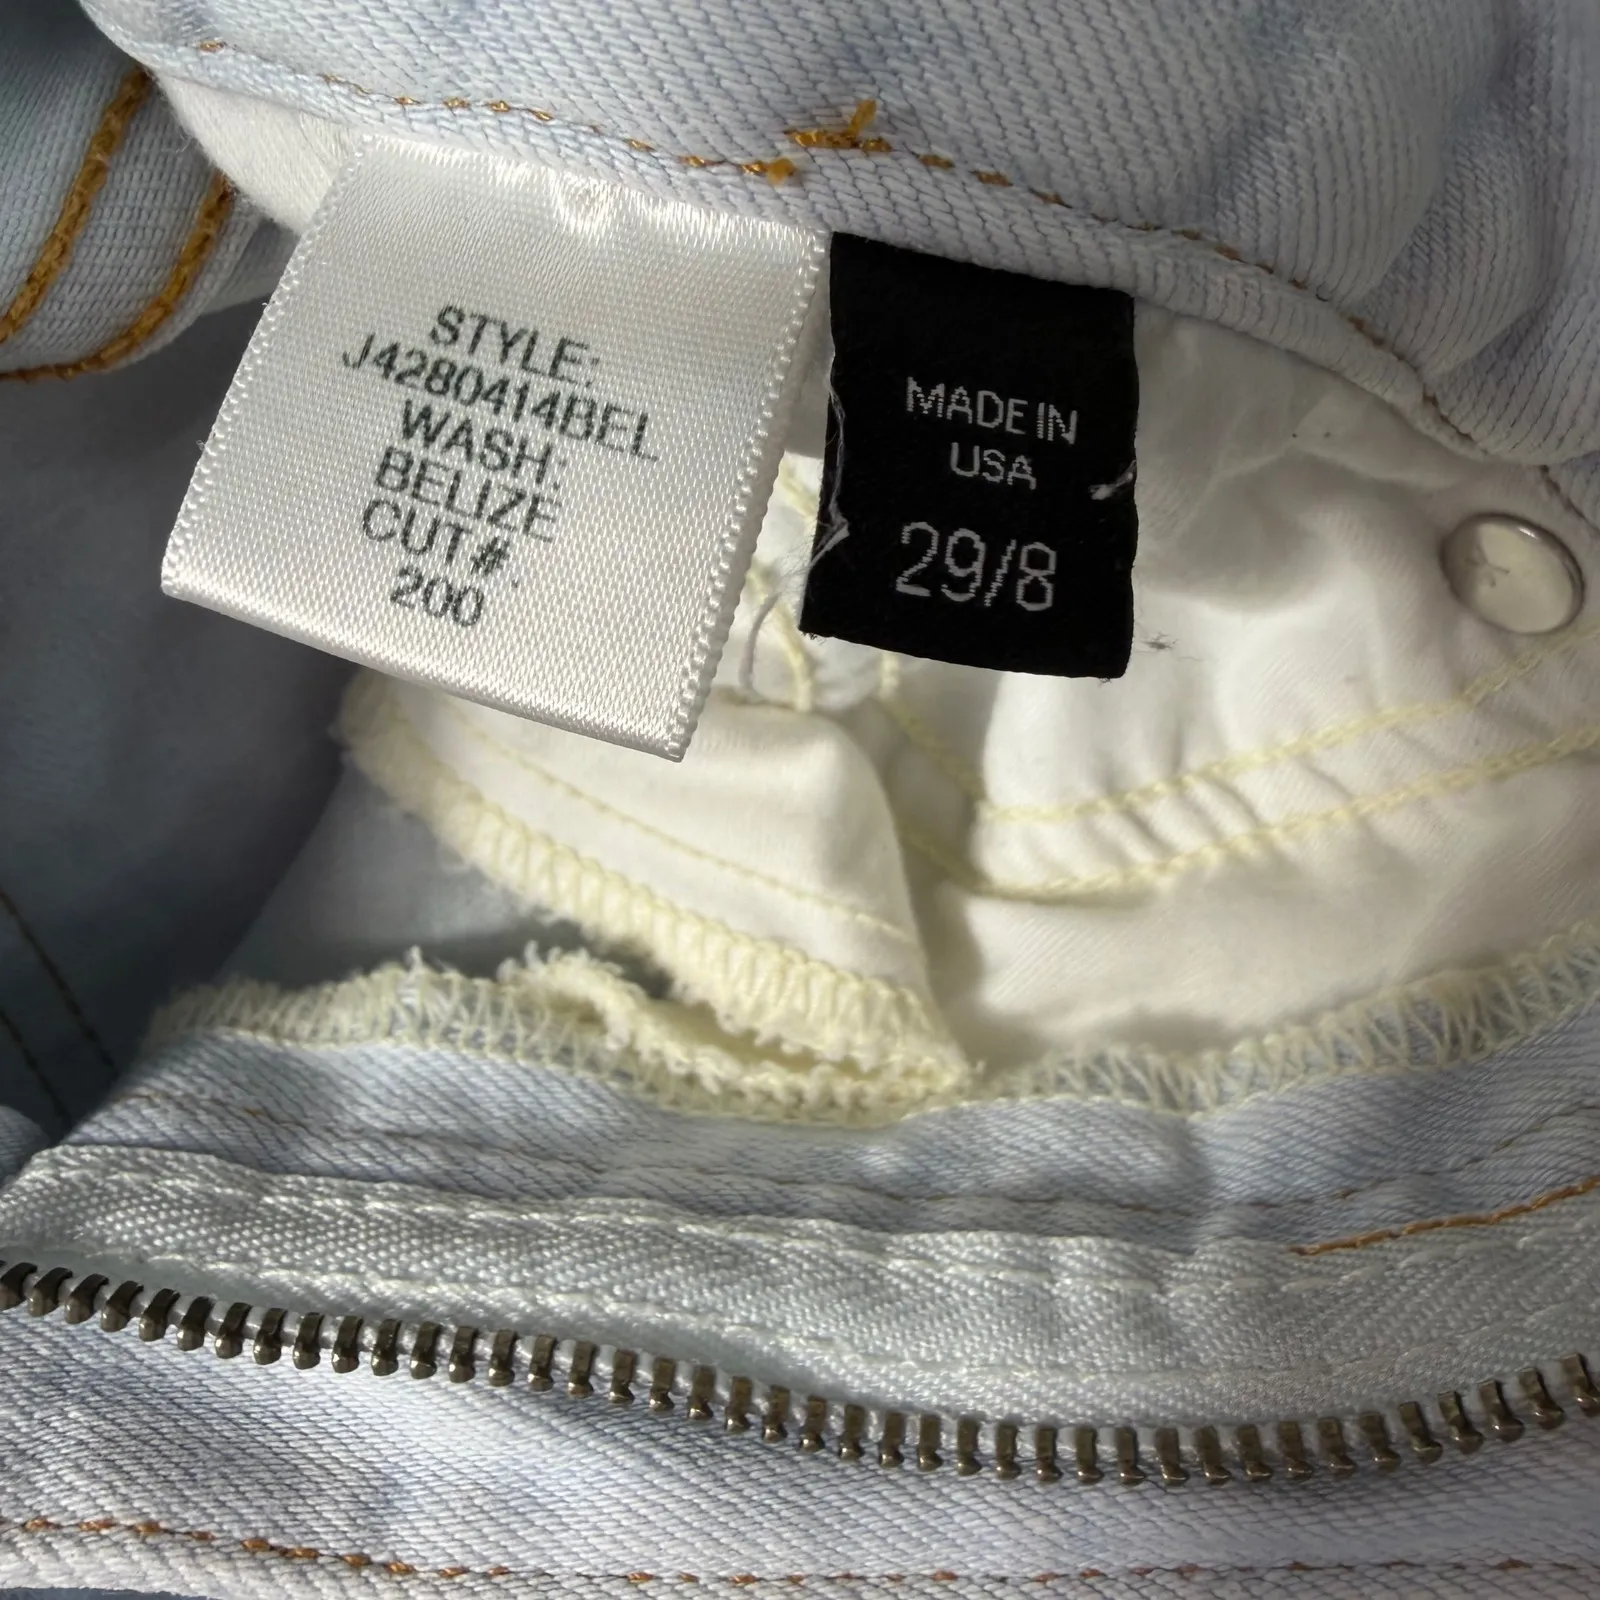 STYLE:
J4280414BEL
WASH:
BELIZE
CUT#.
200
MADE IN
USA
29/8